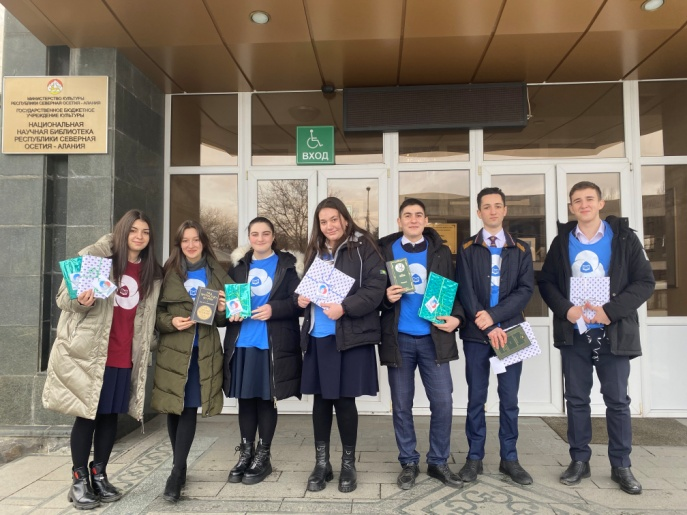 МИНИСТЕРСТВО КУЛЬТУРЫ
РЕСПУБЛИКИ СЕВЕРНАЯ ОСЕТИЯ - АЛАНИЯ
ГОСУДАРСТВЕННОЕ БЮДЖЕТНОЕ
УЧРЕЖДЕНИЕ КУЛЬТУРЫ
НАЦИОНАЛЬНАЯ
НАУЧНАЯ БИБЛИОТЕКА
РЕСПУБЛИКИ СЕВЕРНАЯ
ОСЕТИЯ - АЛАНИЯ
ВХОД